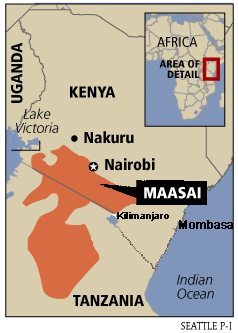 AFRICA
AREA OF
DETAIL
UGANDA
KENYA
Lake
Victoria
Nakuru
Nairobi
MAASAI
Kilimanjaro
Mombasa
Indian
Ocean
TANZANIA
SEATTLE P-I